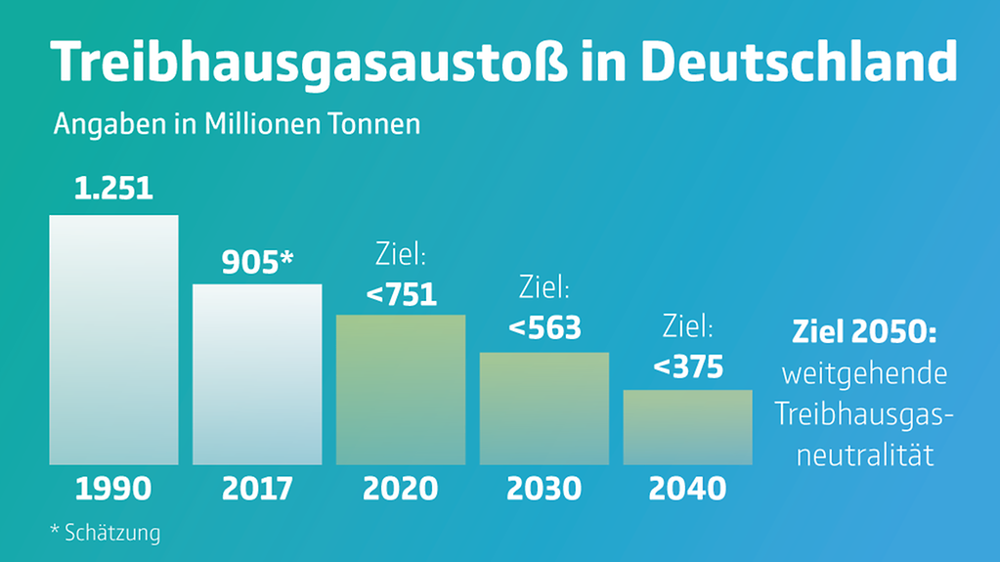 Treibhausgasaustoß in Deutschland
Angaben in Millionen Tonnen
1.251
905*
Ziel:
<751
Ziel:
<563
Ziel:
<375
Ziel 2050:
weitgehende
Treibhausgas-
neutralität
1990 2017 2020 2030 2040
* Schätzung